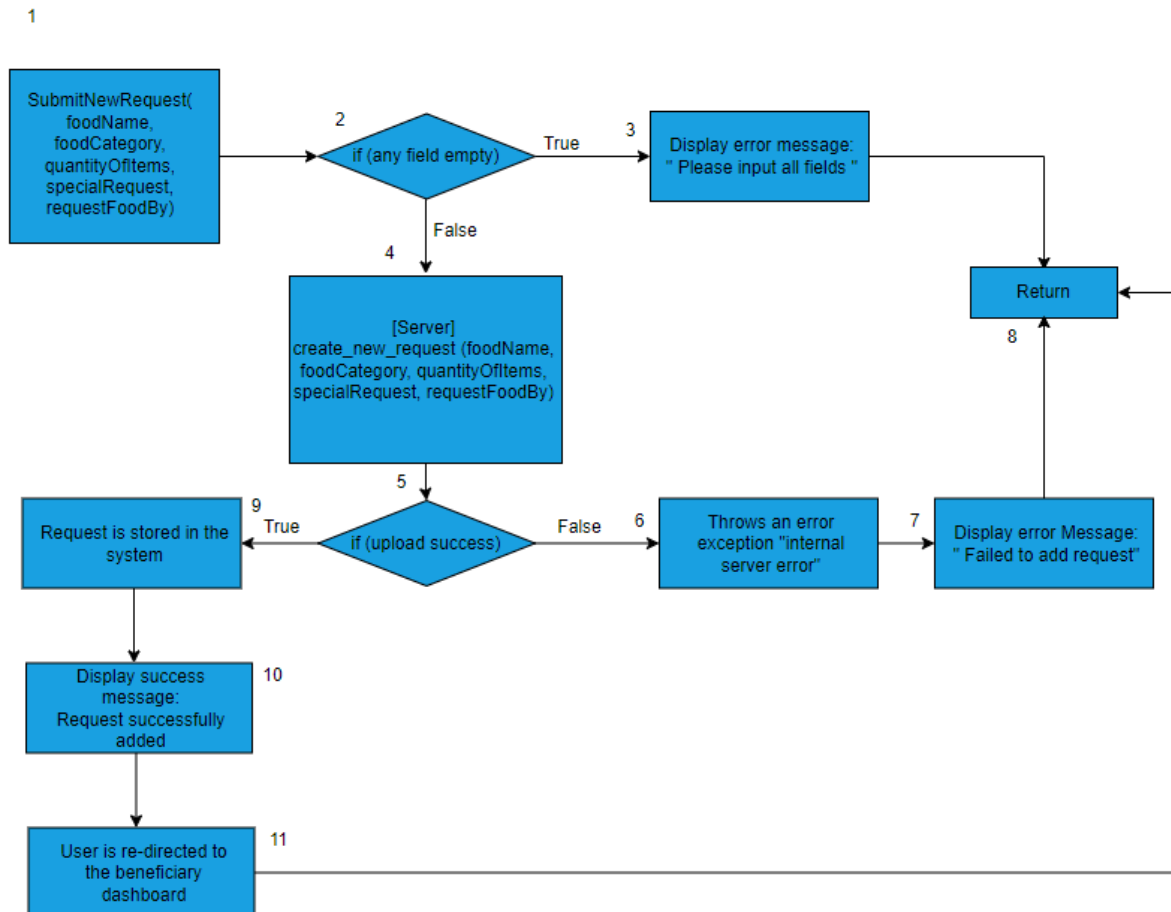 1
SubmitNewRequest(
foodName,
foodCategory,
quantityOfItems,
specialRequest,
requestFoodBy)
2
if (any field empty)
True
3
Display error message:
" Please input all fields "
False
4
[Server]
create_new_request (foodName,
foodCategory, quantityOfItems,
specialRequest, requestFoodBy)
Return
8
5
if (upload success)
True
9
Request is stored in the
system
False
6
Throws an error
exception "internal
server error"
7
Display error Message:
" Failed to add request"
Display success
message:
Request successfully
added
10
User is re-directed to
the beneficiary
dashboard
11